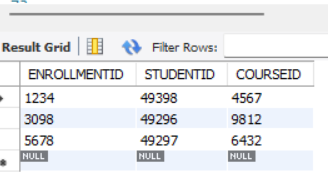 Result Grid Filter Rows:
ENROLLMENTID STUDENTID COURSEID
1234 49398 4567
3098 49296 9812
5678 49297 6432
NULL NULL NULL